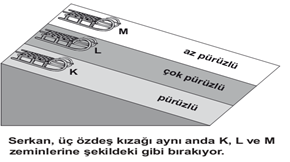 M
az pürüzlü
L
çok pürüzlü
K
pürüzlü
Serkan, üç özdeş kızağı aynı anda K, L ve M
zeminlerine şekildeki gibi bırakıyor.